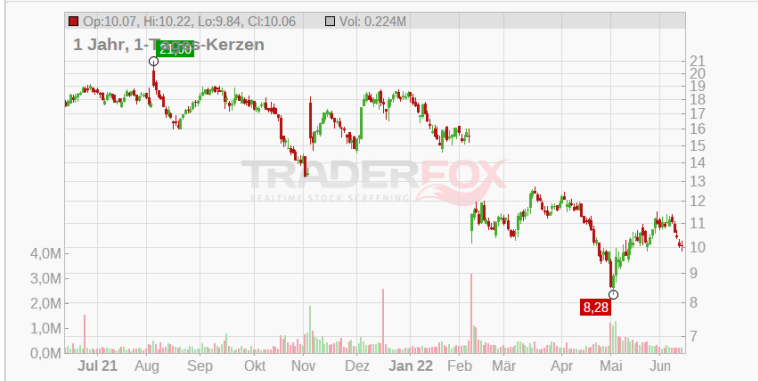 Op:10.07, Hi:10.22, Lo:9.84, Cl:10.06 Vol: 0.224M
1 Jahr, 1-Tages-Kerzen
21,00
21
20
19
18
17
16
15
14
13
12
11
10
9
8
7
TRADERFOX
REALTIME STOCK SCREENING
4,0M
3,0M
2,0M
1,0M
0,0M
8,28
Jul 21 Aug Sep Okt Nov Dez Jan 22 Feb Mär Apr Mai Jun